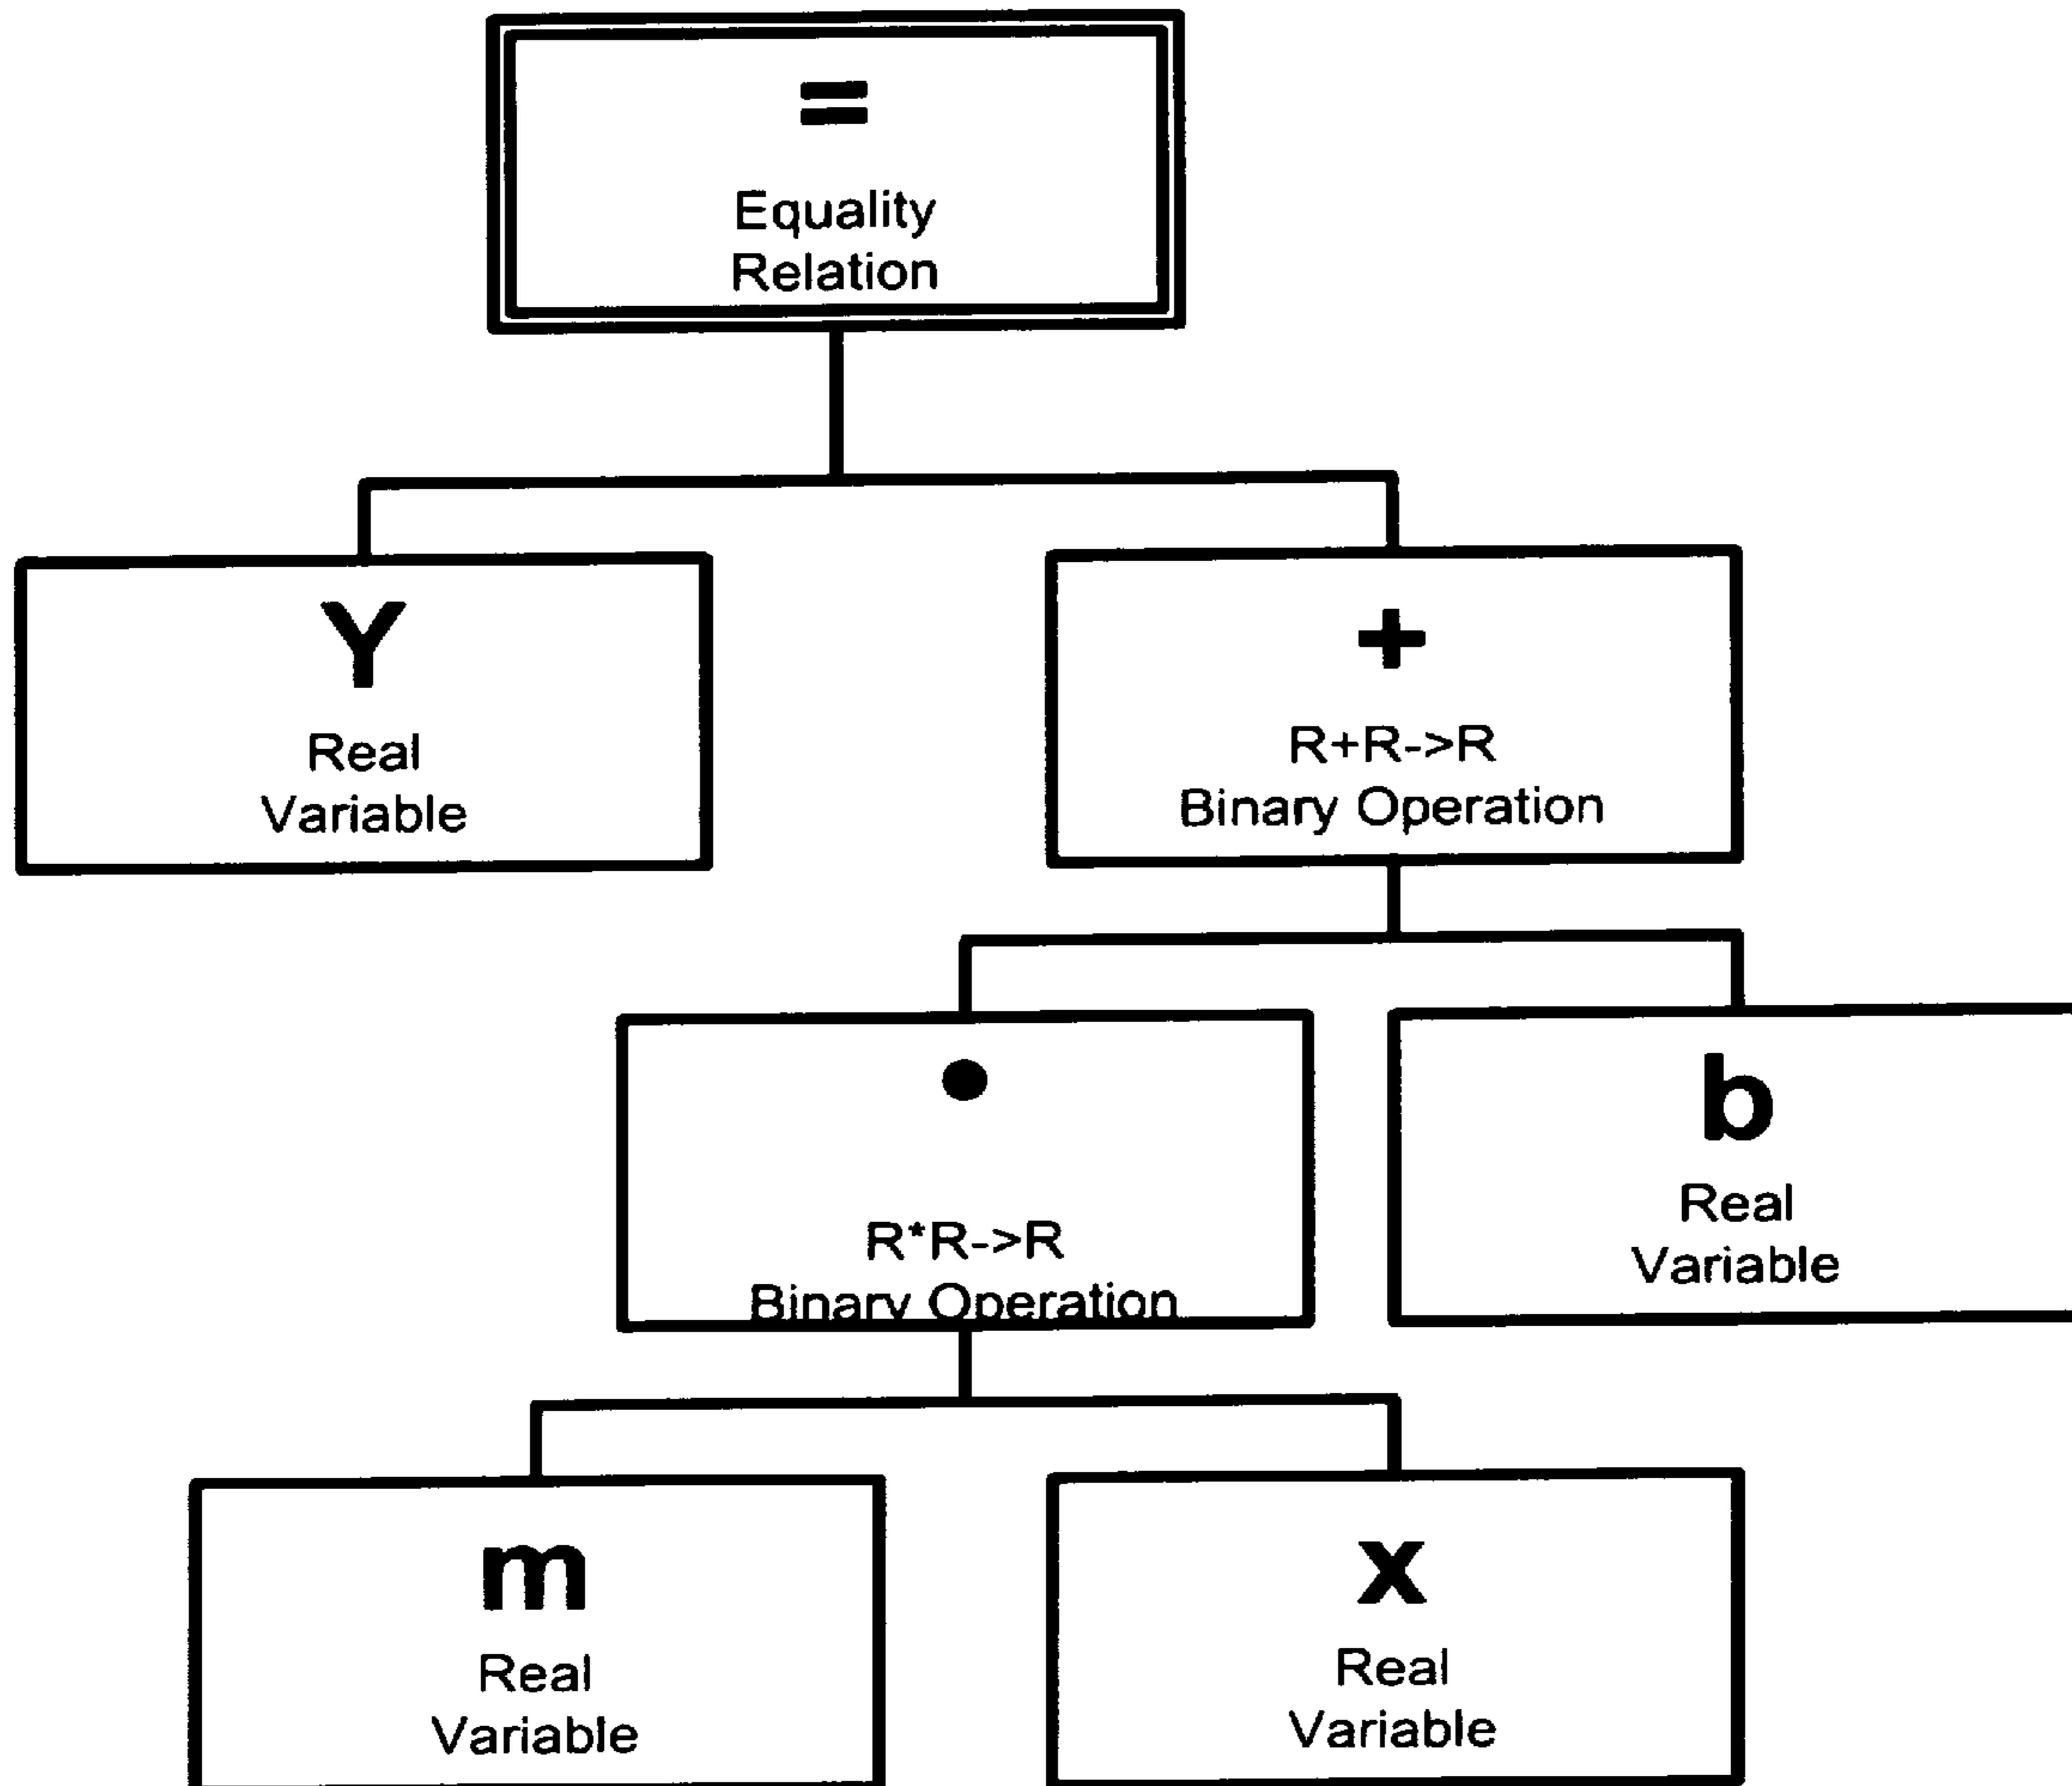 =
Equality
Relation
Y
Real
Variable
+
R+R->R
Binary Operation
•
R*R->R
Binary Operation
b
Real
Variable
m
Real
Variable
x
Real
Variable